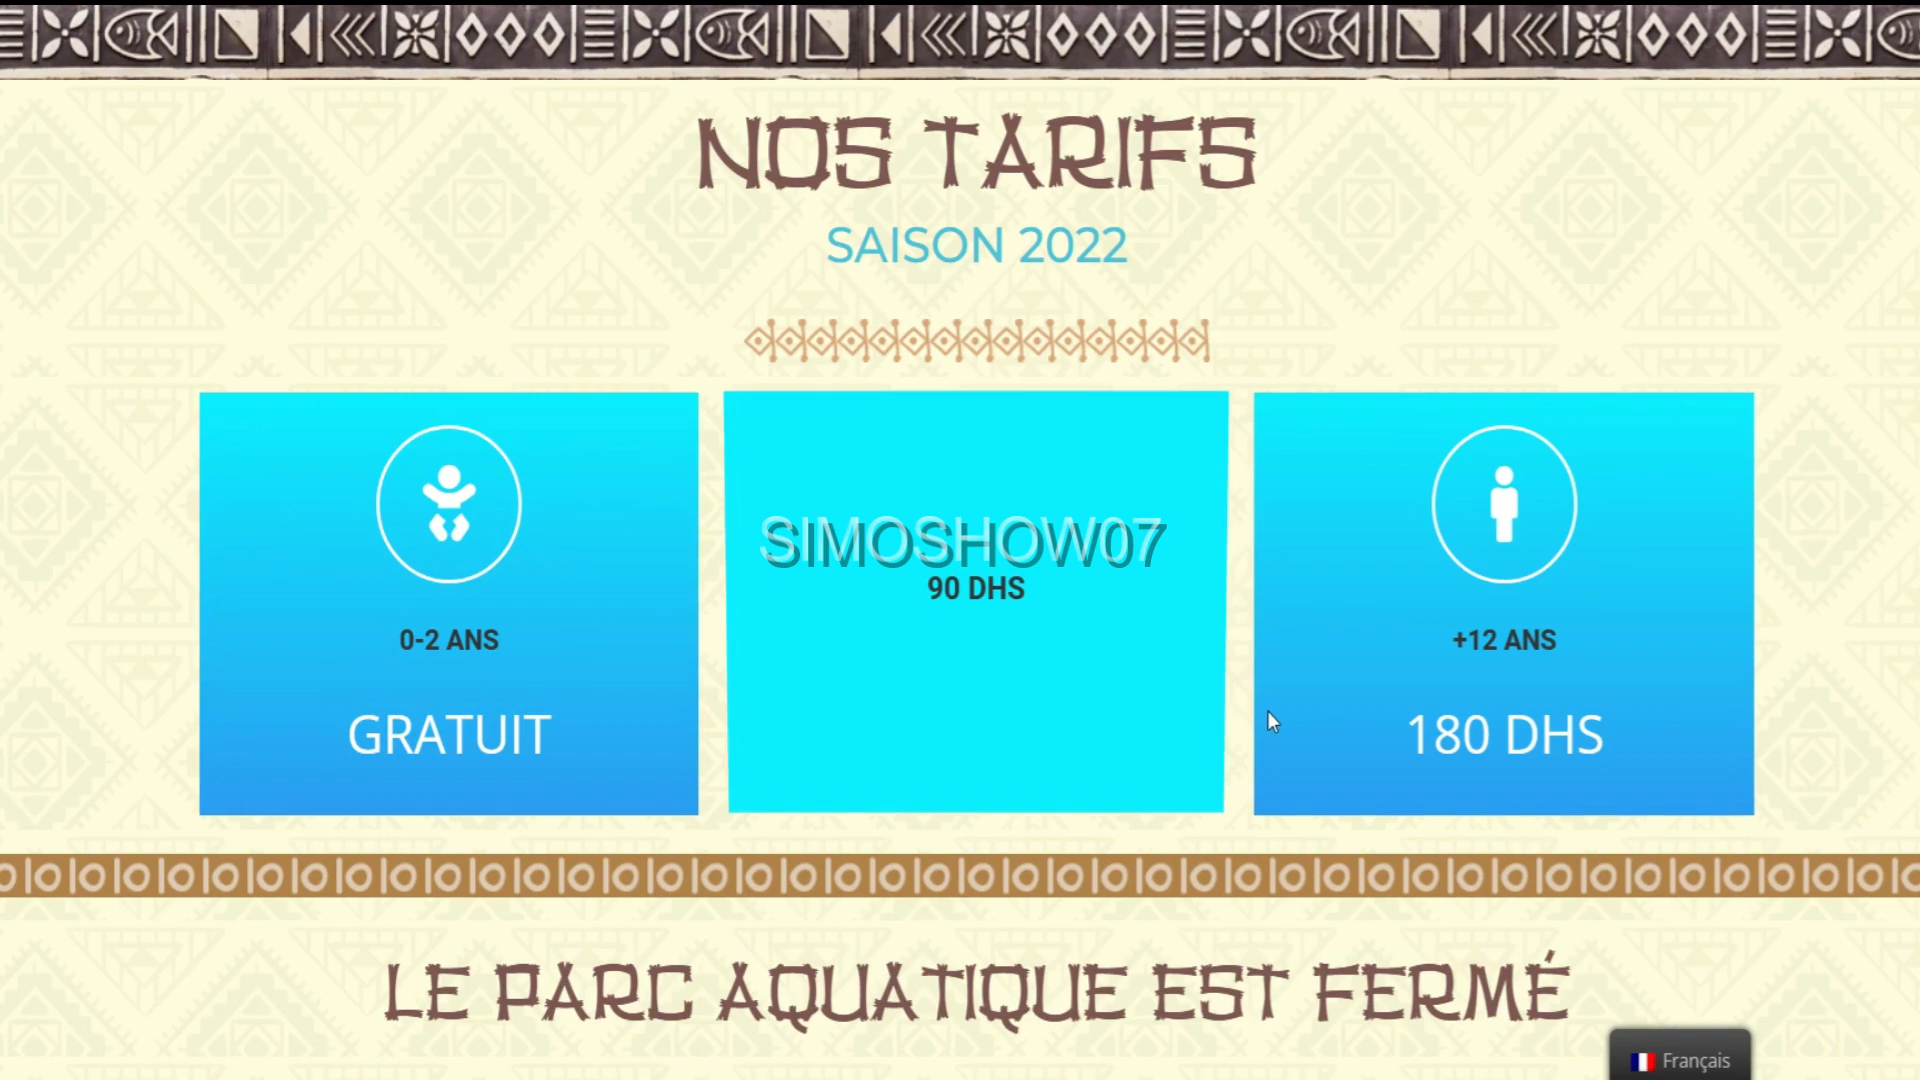 NOS TARIFS
SAISON 2022
0-2 ANS
GRATUIT
SIMOSHOW07
90 DHS
+12 ANS
180 DHS
LE PARC AQUATIQUE EST FERMÉ
Français